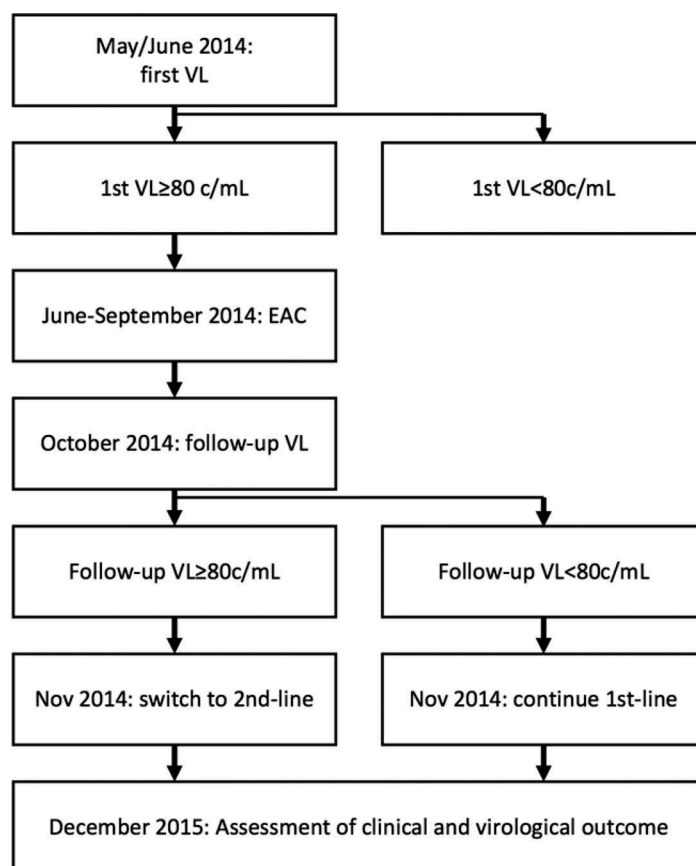 May/June 2014:
first VL
1st VL≥80 c/mL
1st VL<80c/mL
June-September 2014: EAC
October 2014: follow-up VL
Follow-up VL≥80c/mL
Follow-up VL<80c/mL
Nov 2014: switch to 2nd-line
Nov 2014: continue 1st-line
December 2015: Assessment of clinical and virological outcome